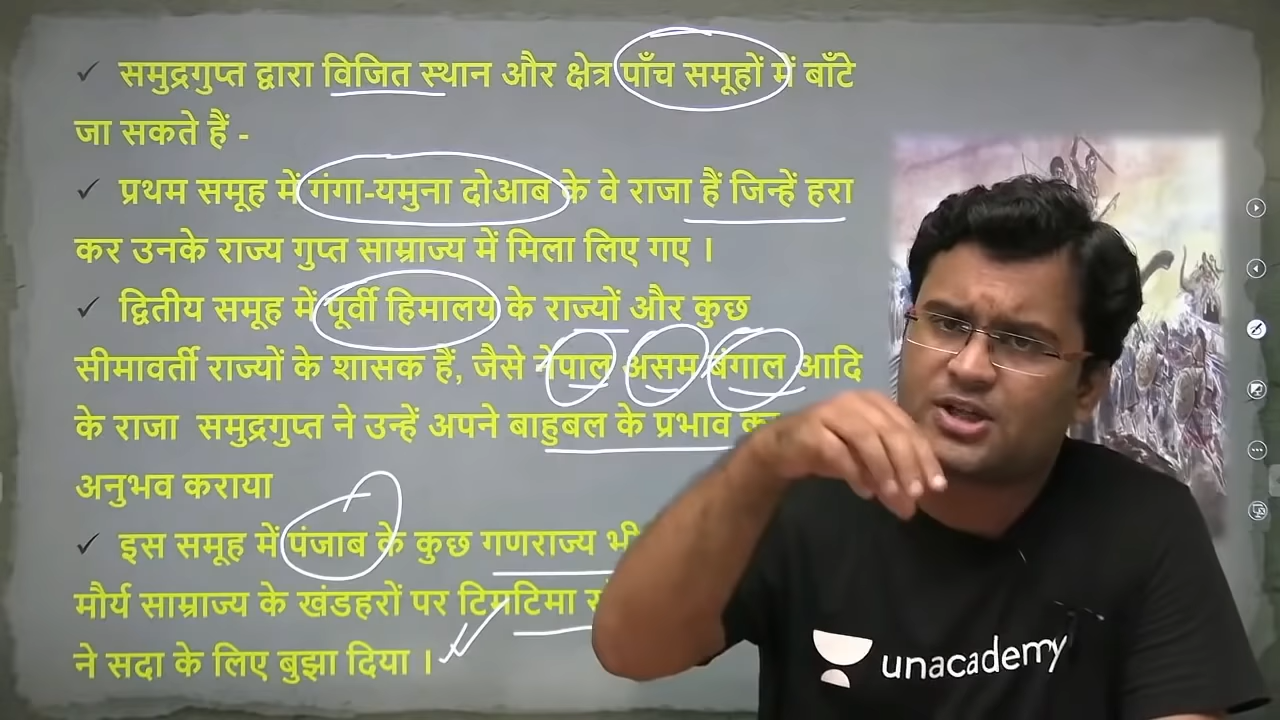 ✓ समुद्रगुप्त द्वारा विजित स्थान और क्षेत्र पाँच समूहों में बाँटे
जा सकते हैं -
✓ प्रथम समूह में गंगा-यमुना दोआब के वे राजा हैं जिन्हें हरा
कर उनके राज्य गुप्त साम्राज्य में मिला लिए गए ।
✓ द्वितीय समूह में पूर्वी हिमालय के राज्यों और कुछ
सीमावर्ती राज्यों के शासक हैं, जैसे नेपाल असम बंगाल आदि
के राजा समुद्रगुप्त ने उन्हें अपने बाहुबल के प्रभाव का
अनुभव कराया
✓ इस समूह में पंजाब के कुछ गणराज्य भी
मौर्य साम्राज्य के खंडहरों पर टिमटिमा
ने सदा के लिए बुझा दिया ।
unacademy